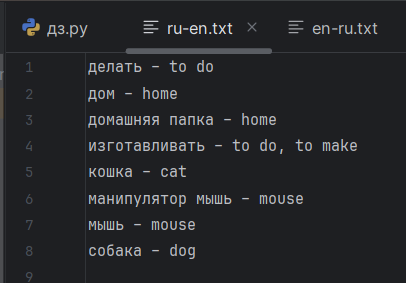 дз.py ru-en.txt en-ru.txt
1 делать – to do
2 дом – home
3 домашняя папка – home
4 изготавливать – to do, to make
5 кошка – cat
6 манипулятор мышь – mouse
7 мышь – mouse
8 собака – dog
9